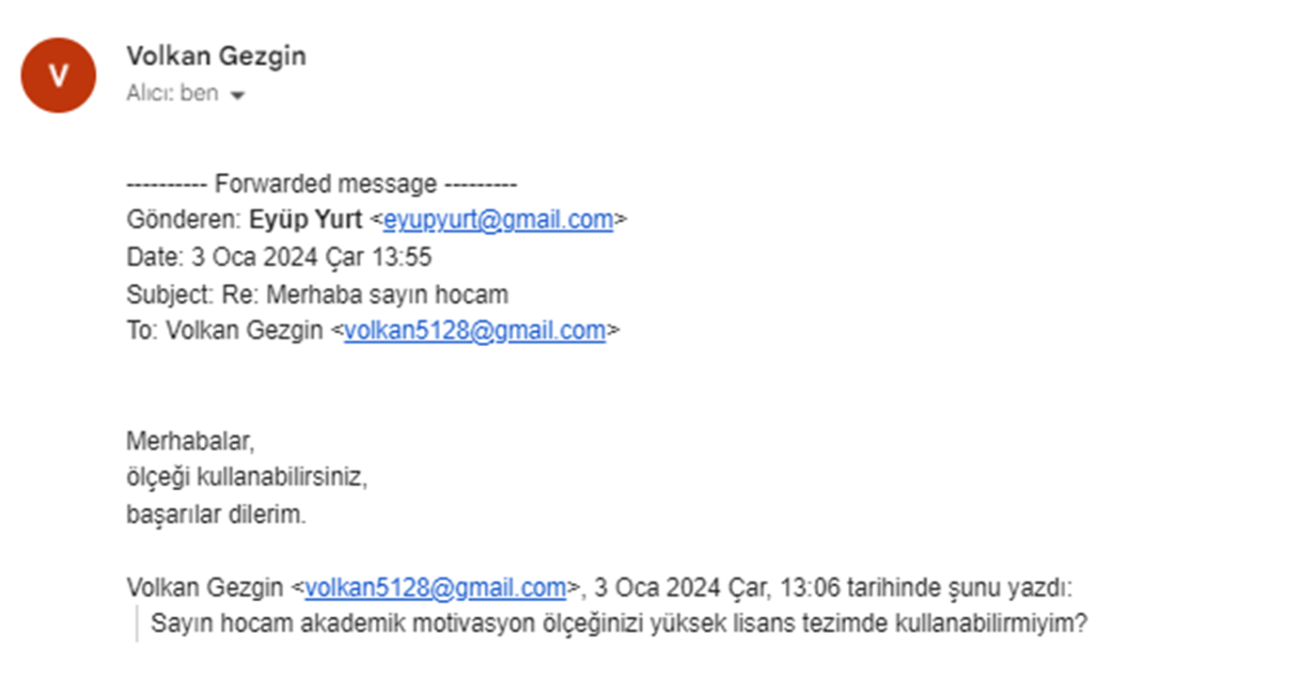 V
Volkan Gezgin
Alıcı: ben
---------- Forwarded message ---------
Gönderen: Eyüp Yurt <eyupyurt@gmail.com>
Date: 3 Oca 2024 Çar 13:55
Subject: Re: Merhaba sayın hocam
To: Volkan Gezgin <volkan5128@gmail.com>
Merhabalar,
ölçeği kullanabilirsiniz,
başarılar dilerim.
Volkan Gezgin <volkan5128@gmail.com>, 3 Oca 2024 Çar, 13:06 tarihinde şunu yazdı:
Sayın hocam akademik motivasyon ölçeğinizi yüksek lisans tezimde kullanabilirmiyim?